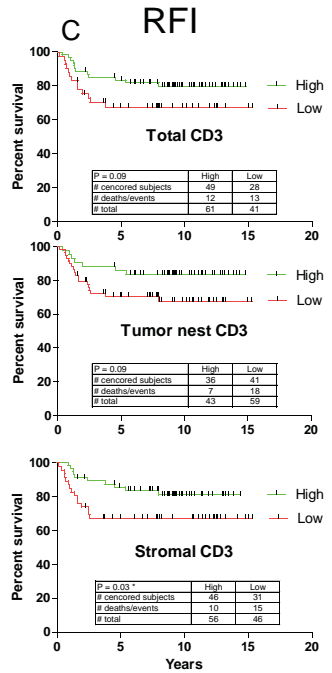 C
RFI
Percent survival
100
80
60
40
20
0
High
Low
Total CD3
P = 0.09 High Low
# cencored subjects 49 28
# deaths/events 12 13
# total 61 41
0 5 10 15 20
Percent survival
100
80
60
40
20
0
High
Low
Tumor nest CD3
P = 0.09 High Low
# cencored subjects 36 41
# deaths/events 7 18
# total 43 59
0 5 10 15 20
Percent survival
100
80
60
40
20
0
High
Low
Stromal CD3
P = 0.03 * High Low
# cencored subjects 46 31
# deaths/events 10 15
# total 56 46
0 5 10 15 20
Years